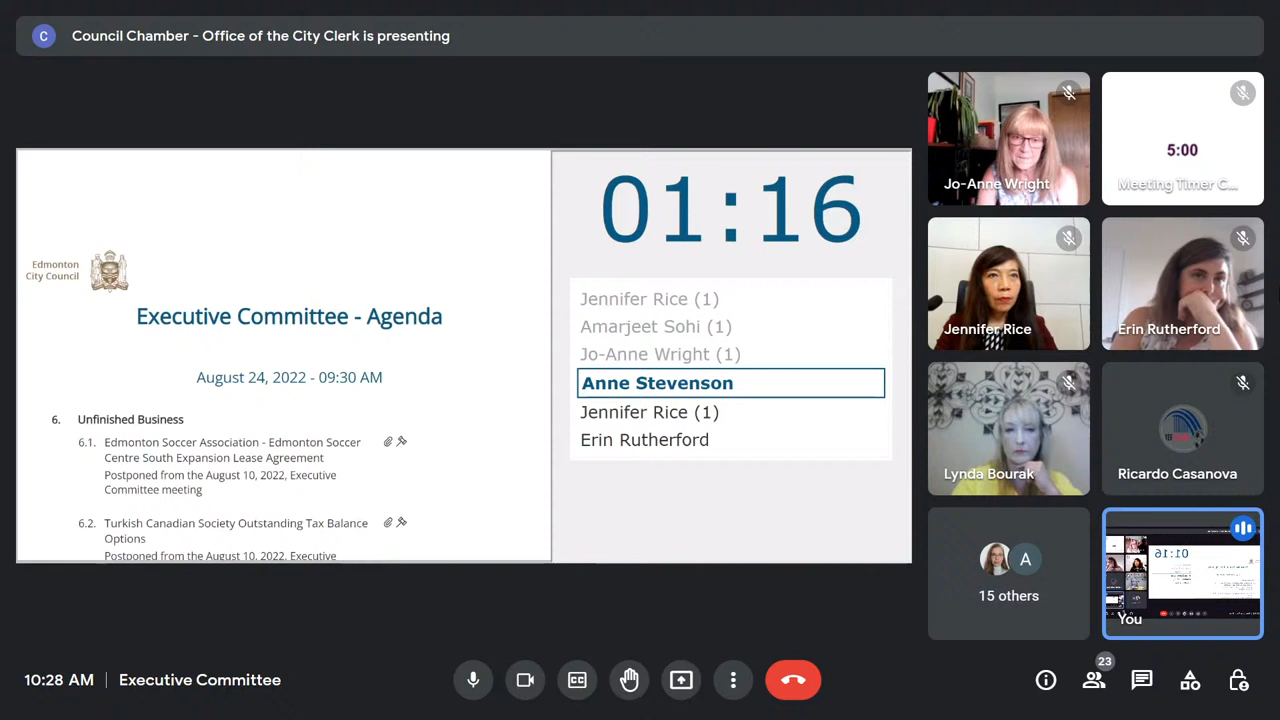 C
Council Chamber - Office of the City Clerk is presenting
Edmonton
City Council
Executive Committee - Agenda
August 24, 2022 - 09:30 AM
6. Unfinished Business
6.1. Edmonton Soccer Association - Edmonton Soccer
Centre South Expansion Lease Agreement
Postponed from the August 10, 2022, Executive
Committee meeting
6.2. Turkish Canadian Society Outstanding Tax Balance
Options
Postponed from the August 10, 2022, Executive
01:16
Jennifer Rice (1)
Amarjeet Sohi (1)
Jo-Anne Wright (1)
Anne Stevenson
Jennifer Rice (1)
Erin Rutherford
Jo-Anne Wright
5:00
Meeting Timer C...
Jennifer Rice
Erin Rutherford
Lynda Bourak
Ricardo Casanova
A
15 others
01:16
You
10:28 AM | Executive Committee
23